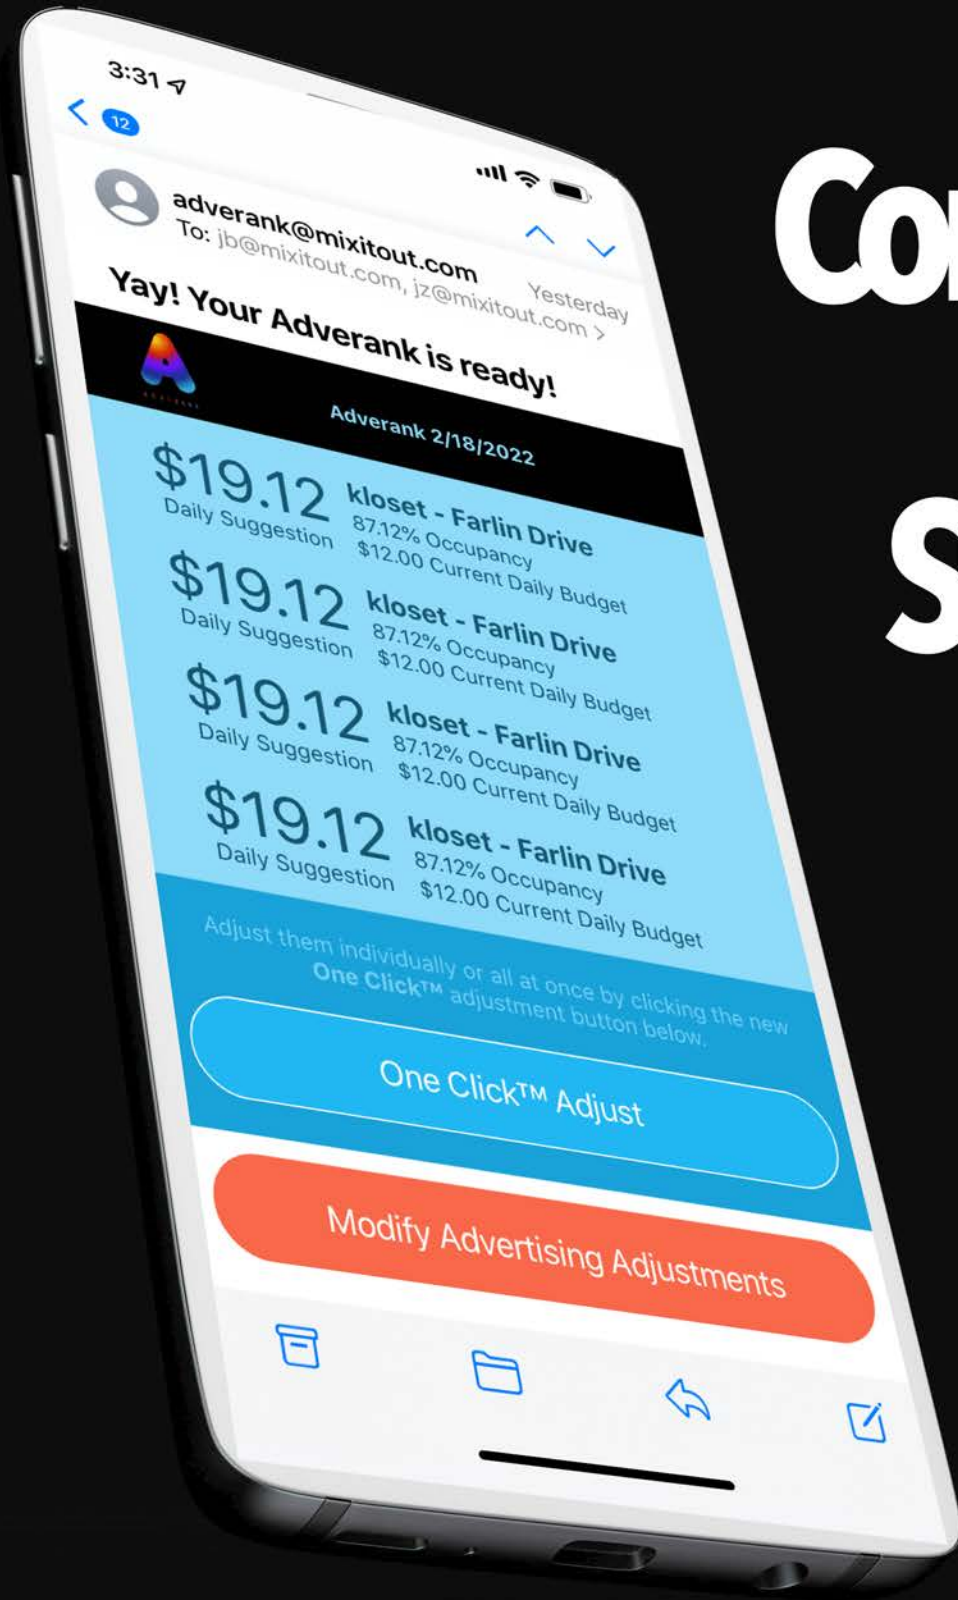 3:31
12
adverank@mixitout.com
Yesterday
To: jb@mixitout.com, jz@mixitout.com >
Yay! Your Adverank is ready!
Adverank 2/18/2022
$19.12
Daily Suggestion
kloset - Farlin Drive
87.12% Occupancy
$12.00 Current Daily Budget
$19.12
Daily Suggestion
kloset - Farlin Drive
87.12% Occupancy
$12.00 Current Daily Budget
$19.12
Daily Suggestion
kloset - Farlin Drive
87.12% Occupancy
$12.00 Current Daily Budget
$19.12
Daily Suggestion
kloset - Farlin Drive
87.12% Occupancy
$12.00 Current Daily Budget
Adjust them individually or all at once by clicking the new
One Click™ adjustment button below.
One Click™ Adjust
Modify Advertising Adjustments